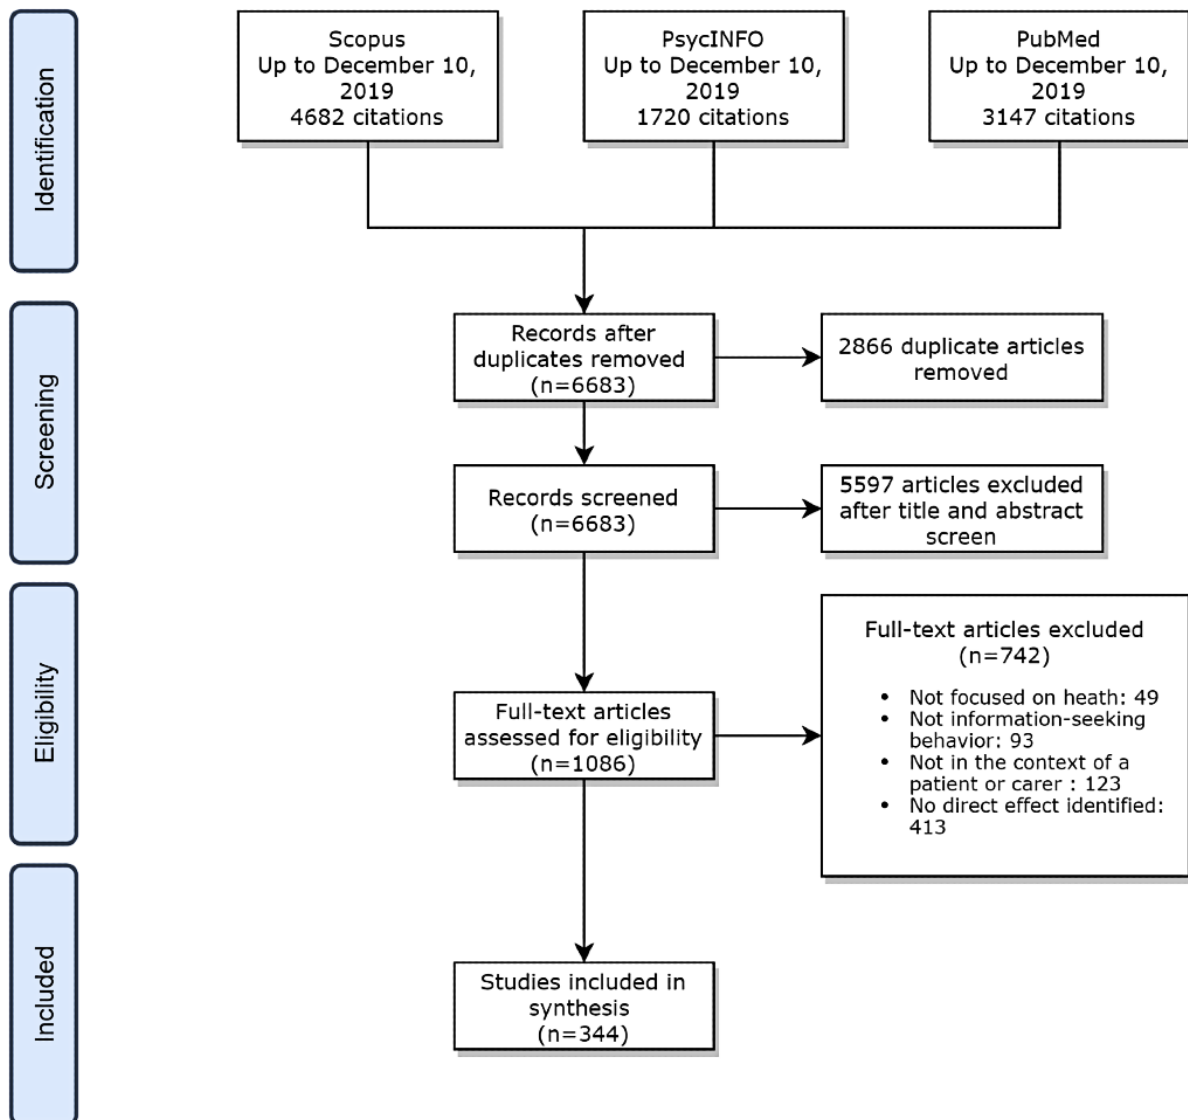 Identification
Scopus
Up to December 10,
2019
4682 citations
PsycINFO
Up to December 10,
2019
1720 citations
PubMed
Up to December 10,
2019
3147 citations
Screening
Records after
duplicates removed
(n=6683)
2866 duplicate articles
removed
Records screened
(n=6683)
5597 articles excluded
after title and abstract
screen
Eligibility
Full-text articles
assessed for eligibility
(n=1086)
Full-text articles excluded
(n=742)
• Not focused on heath: 49
• Not information-seeking
behavior: 93
• Not in the context of a
patient or carer : 123
• No direct effect identified:
413
Included
Studies included in
synthesis
(n=344)